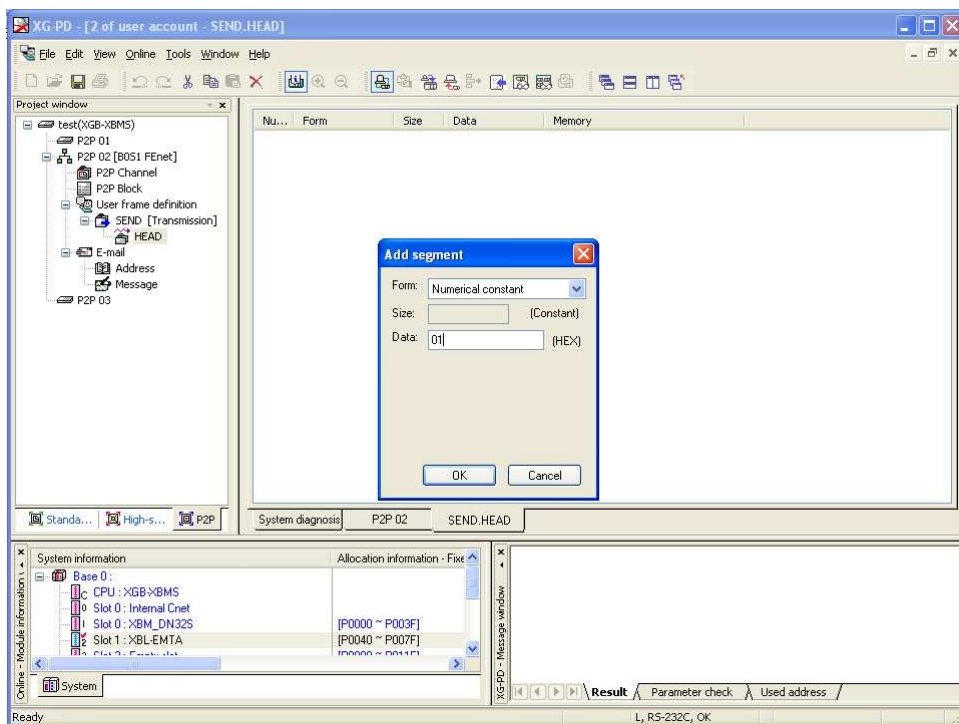 XG-PD - [2 of user account - SEND.HEAD]
File Edit View Online Tools Window Help
Project window
test(XGB-XBMS)
P2P 01
P2P 02 [B0S1 FEnet]
P2P Channel
P2P Block
User frame definition
SEND [Transmission]
HEAD
E-mail
Address
Message
P2P 03
Standa... High-s... P2P
Nu... Form Size Data Memory
Add segment
Form: Numerical constant
Size: (Constant)
Data: 01 (HEX)
OK Cancel
System diagnosis P2P 02 SEND.HEAD
Online - Module information
System information Allocation information - Fixe
Base 0 :
CPU : XGB-XBMS
Slot 0 : Internal Cnet
Slot 0 : XBM_DN32S [P0000 ~ P003F]
Slot 1 : XBL-EMTA [P0040 ~ P007F]
System
XG-PD - Message window
Result Parameter check Used address
Ready L, RS-232C, OK